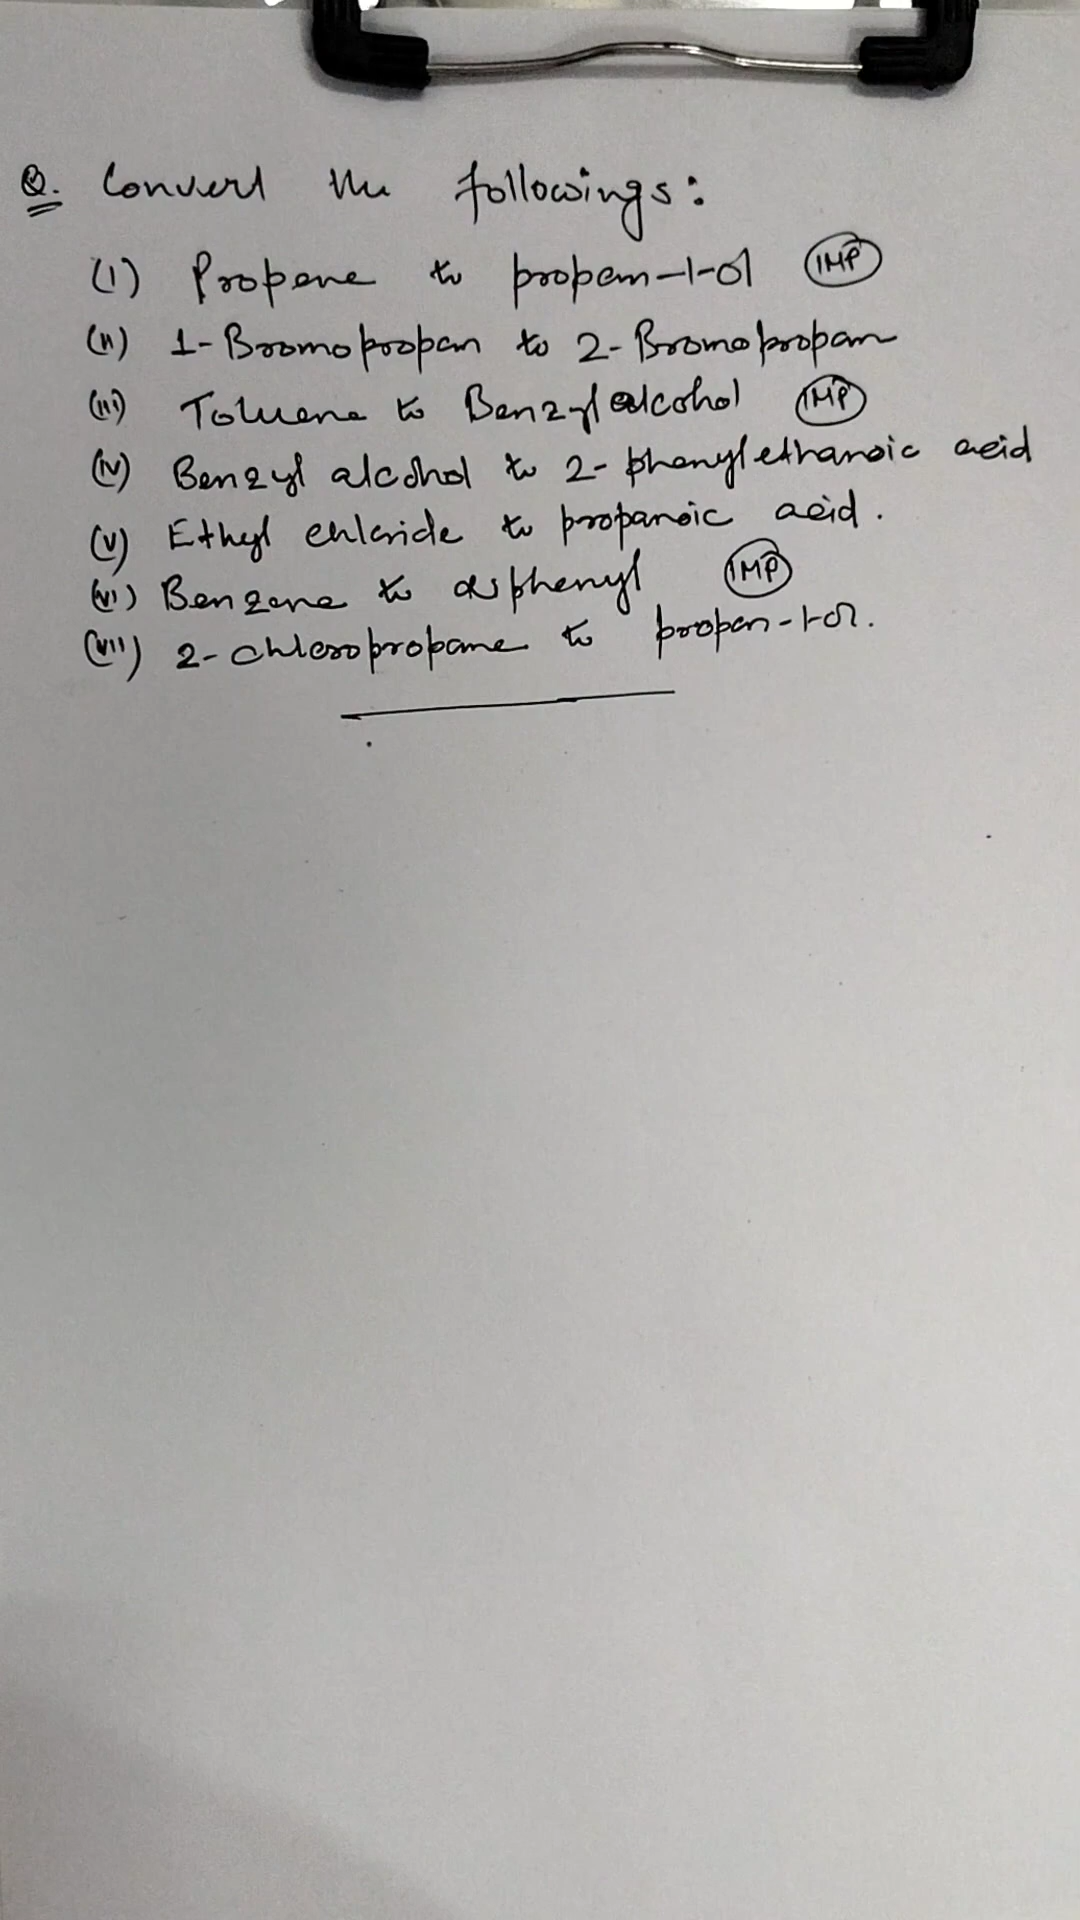 Q. Convert the followings:
(I) Propene to propan-1-ol IMP
(II) 1-Bromopropan to 2-Bromopropan
(III) Toluene to Benzyl alcohol IMP
(IV) Benzyl alcohol to 2-phenylethanoic acid
(V) Ethyl chloride to propanoic acid.
(VI) Benzene to diphenyl IMP
(VII) 2-chloropropane to propan-1-ol.